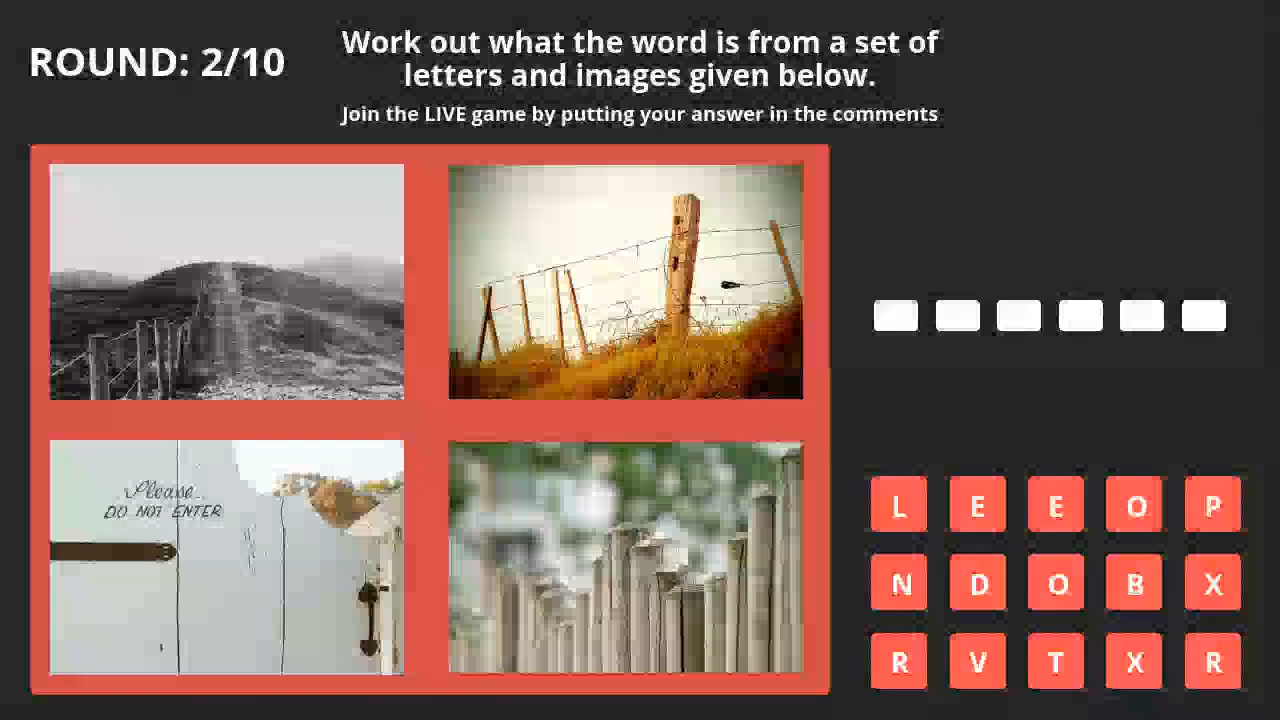 ROUND: 2/10
Work out what the word is from a set of
letters and images given below.
Join the LIVE game by putting your answer in the comments
Please
DO NOT ENTER
L E E O P
N D O B X
R V T X R